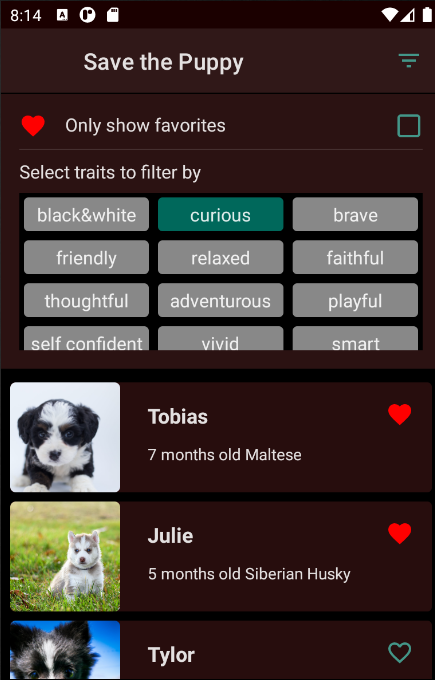 8:14
Save the Puppy
Only show favorites
Select traits to filter by
black&white curious brave
friendly relaxed faithful
thoughtful adventurous playful
self confident vivid smart
Tobias
7 months old Maltese
Julie
5 months old Siberian Husky
Tylor